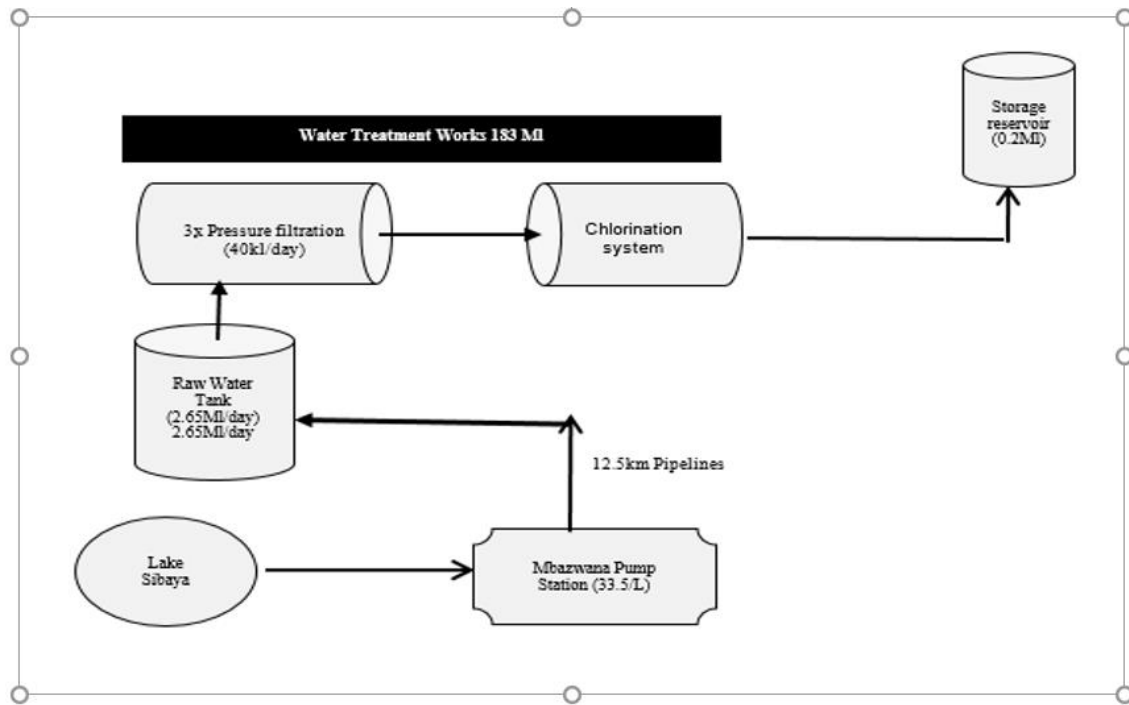 Water Treatment Works 183 Ml
Storage
reservoir
(0.2Ml)
3x Pressure filtration
(40kl/day)
Chlorination
system
Raw Water
Tank
(2.65Ml/day)
2.65Ml/day
12.5km Pipelines
Lake
Sibaya
Mbazwana Pump
Station (33.5/L)